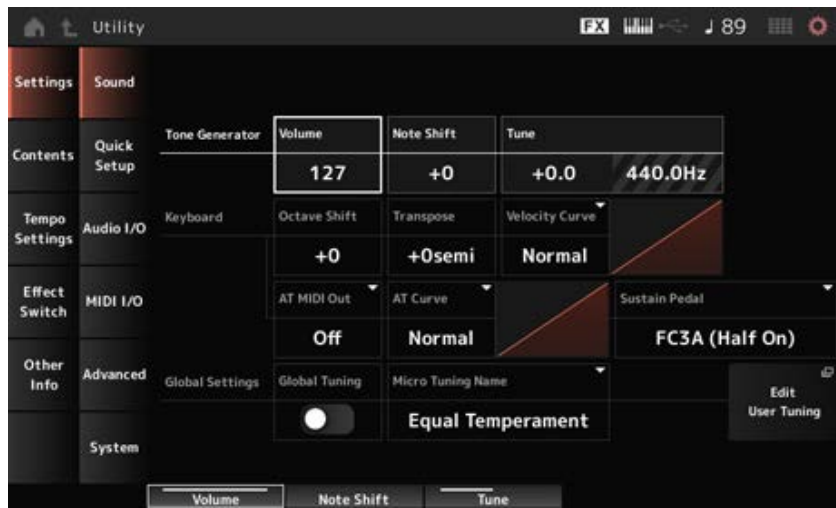 Utility
FX
89
Settings
Sound
Contents
Quick
Setup
Tempo
Settings
Audio I/O
Effect
Switch
MIDI I/O
Other
Info
Advanced
System
Tone Generator
Volume
Note Shift
Tune
127
+0
+0.0
440.0Hz
Keyboard
Octave Shift
Transpose
Velocity Curve
+0
+0semi
Normal
AT MIDI Out
AT Curve
Sustain Pedal
Off
Normal
FC3A (Half On)
Global Settings
Global Tuning
Micro Tuning Name
Equal Temperament
Edit
User Tuning
Volume
Note Shift
Tune